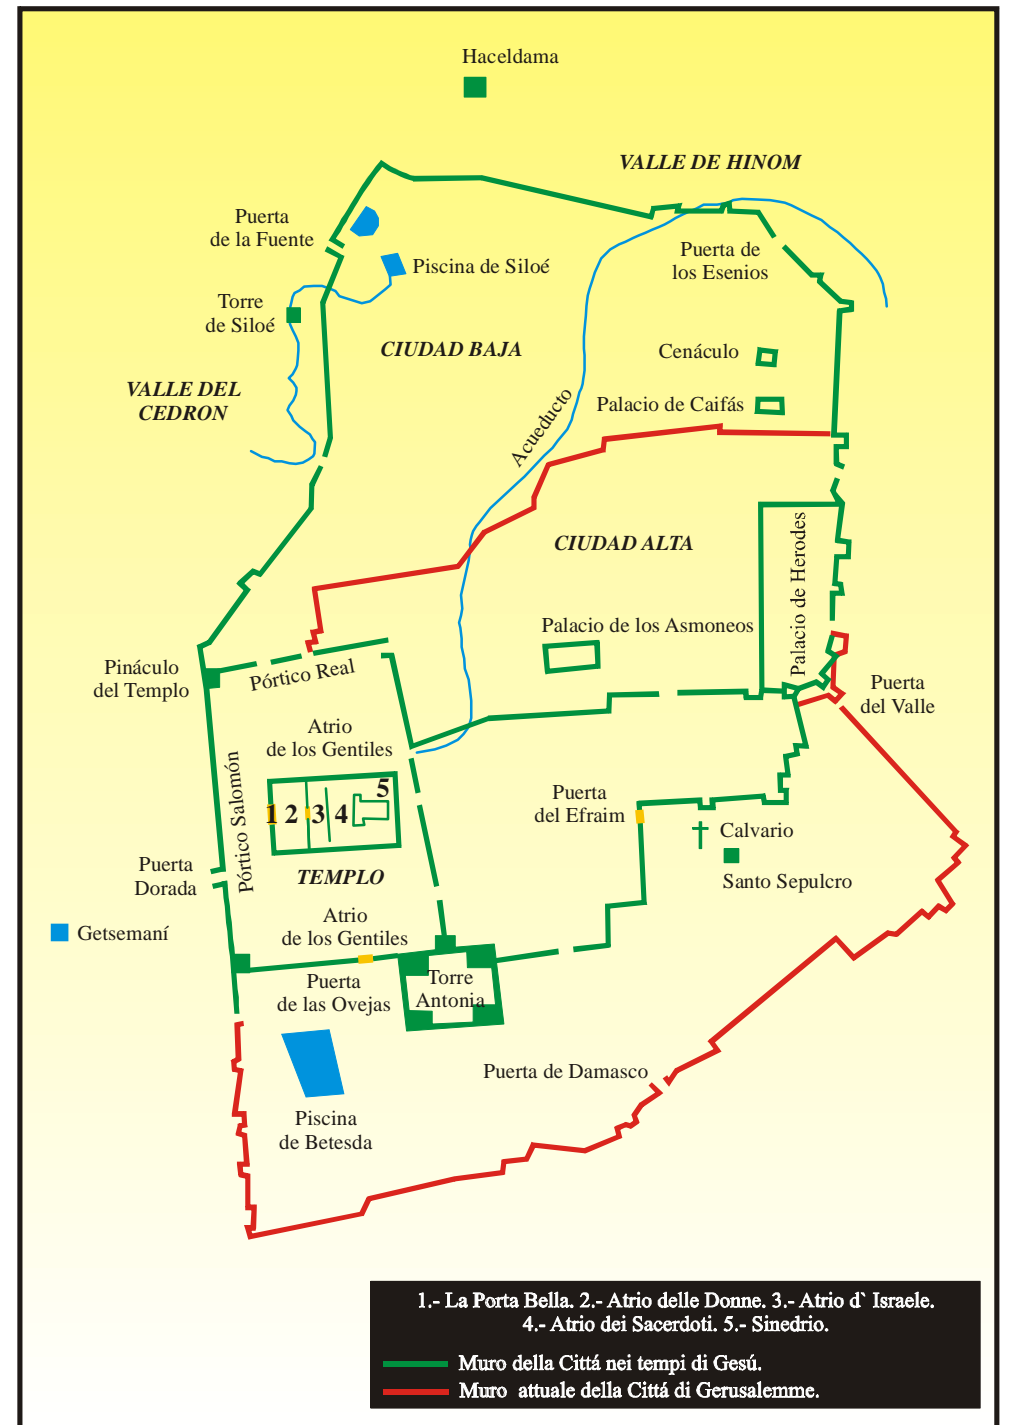 Haceldama
VALLE DE HINOM
Puerta
de la Fuente
Puerta de
los Esenios
Piscina de Siloé
Torre
de Siloé
CIUDAD BAJA
Cenáculo
VALLE DEL
CEDRON
Palacio de Caifás
Acueducto
CIUDAD ALTA
Palacio de Herodes
Palacio de los Asmoneos
Pináculo
del Templo
Pórtico Real
Puerta
del Valle
Atrio
de los Gentiles
Pórtico Salomón
1 2 3 4 5
Puerta
del Efraim
Calvario
Santo Sepulcro
Puerta
Dorada
TEMPLO
Getsemaní
Atrio
de los Gentiles
Puerta
de las Ovejas
Torre
Antonia
Puerta de Damasco
Piscina
de Betesda
1.- La Porta Bella. 2.- Atrio delle Donne. 3.- Atrio d` Israele.
4.- Atrio dei Sacerdoti. 5.- Sinedrio.
Muro della Cittá nei tempi di Gesú.
Muro attuale della Cittá di Gerusalemme.